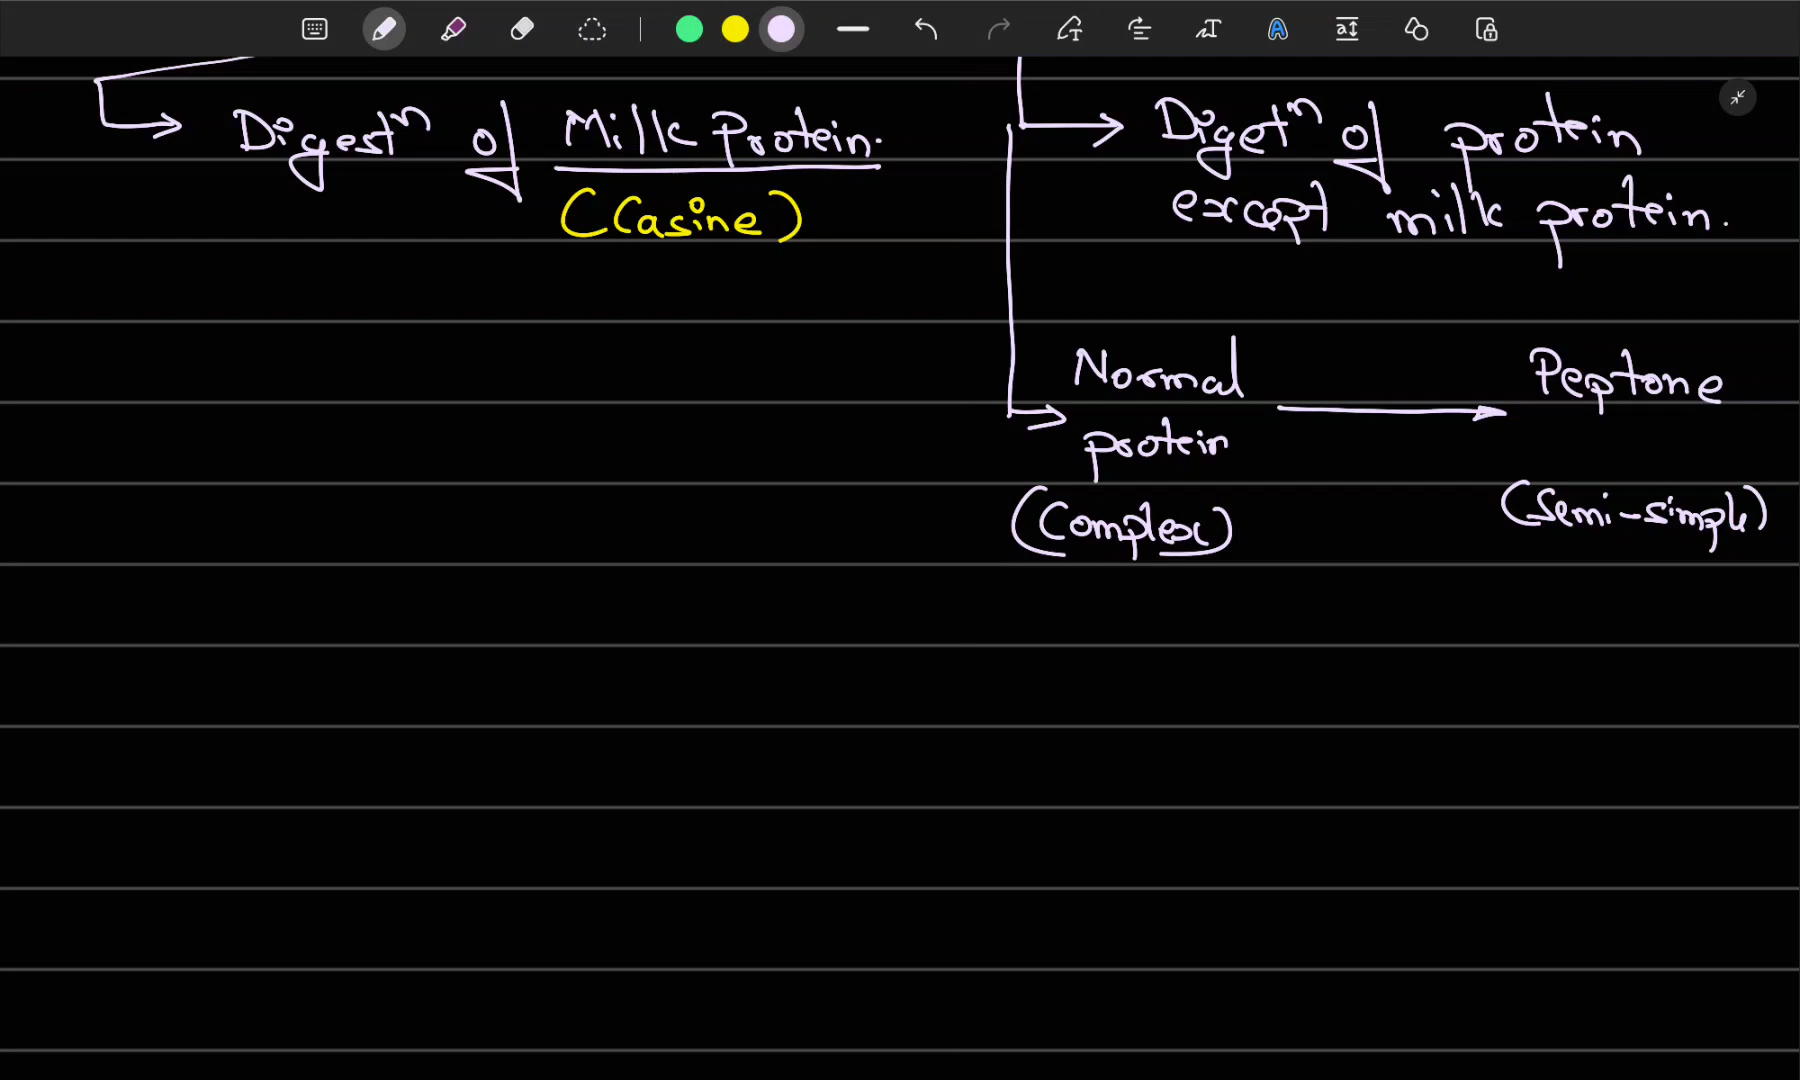 Digestⁿ of Milk Protein.
(Casine)
Digetⁿ of protein
except milk protein.
Normal
protein
(Complex)
Peptone
(Semi-simple)